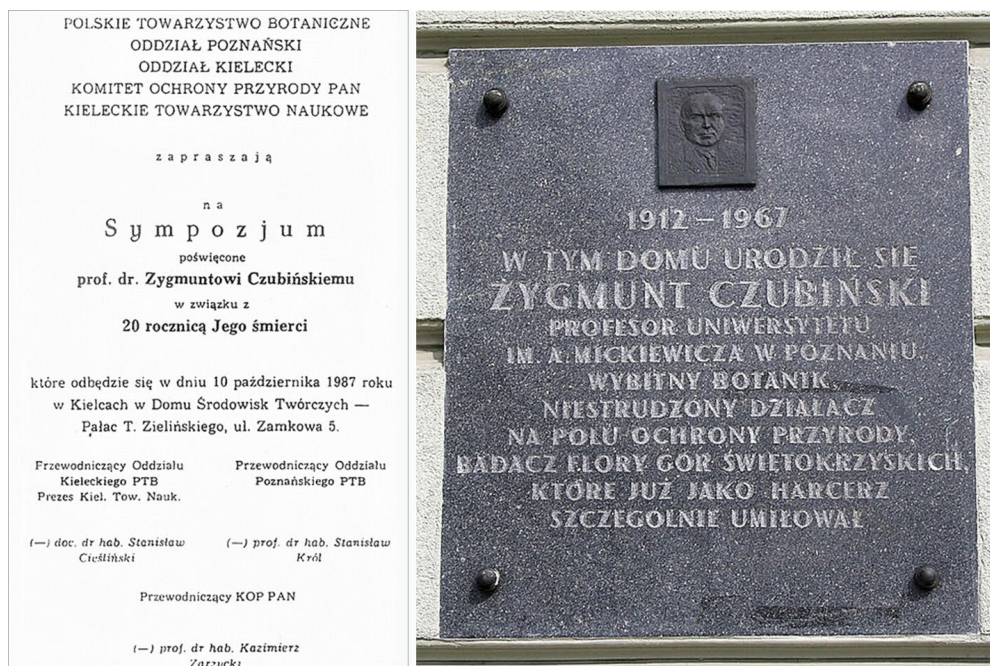 POLSKIE TOWARZYSTWO BOTANICZNE
ODDZIAŁ POZNAŃSKI
ODDZIAŁ KIELECKI
KOMITET OCHRONY PRZYRODY PAN
KIELECKIE TOWARZYSTWO NAUKOWE
zapraszają
na
Sympozjum
poświęcone
prof. dr. Zygmuntowi Czubińskiemu
w związku z
20 rocznicą Jego śmierci
które odbędzie się w dniu 10 października 1987 roku
w Kielcach w Domu Środowisk Twórczych —
Pałac T. Zielińskiego, ul. Zamkowa 5.
Przewodniczący Oddziału
Kieleckiego PTB
Prezes Kiel. Tow. Nauk.
(—) doc. dr hab. Stanisław
Cieśliński
Przewodniczący Oddziału
Poznańskiego PTB
(—) prof. dr hab. Stanisław
Król
Przewodniczący KOP PAN
(—) prof. dr hab. Kazimierz
Zarzycki
1912 – 1967
W TYM DOMU URODZIŁ SIĘ
ZYGMUNT CZUBIŃSKI
PROFESOR UNIWERSYTETU
IM. A. MICKIEWICZA W POZNANIU,
WYBITNY BOTANIK,
NIESTRUDZONY DZIAŁACZ
NA POLU OCHRONY PRZYRODY,
BADACZ FLORY GÓR ŚWIĘTOKRZYSKICH,
KTÓRE JUŻ JAKO HARCERZ
SZCZEGÓLNIE UMIŁOWAŁ